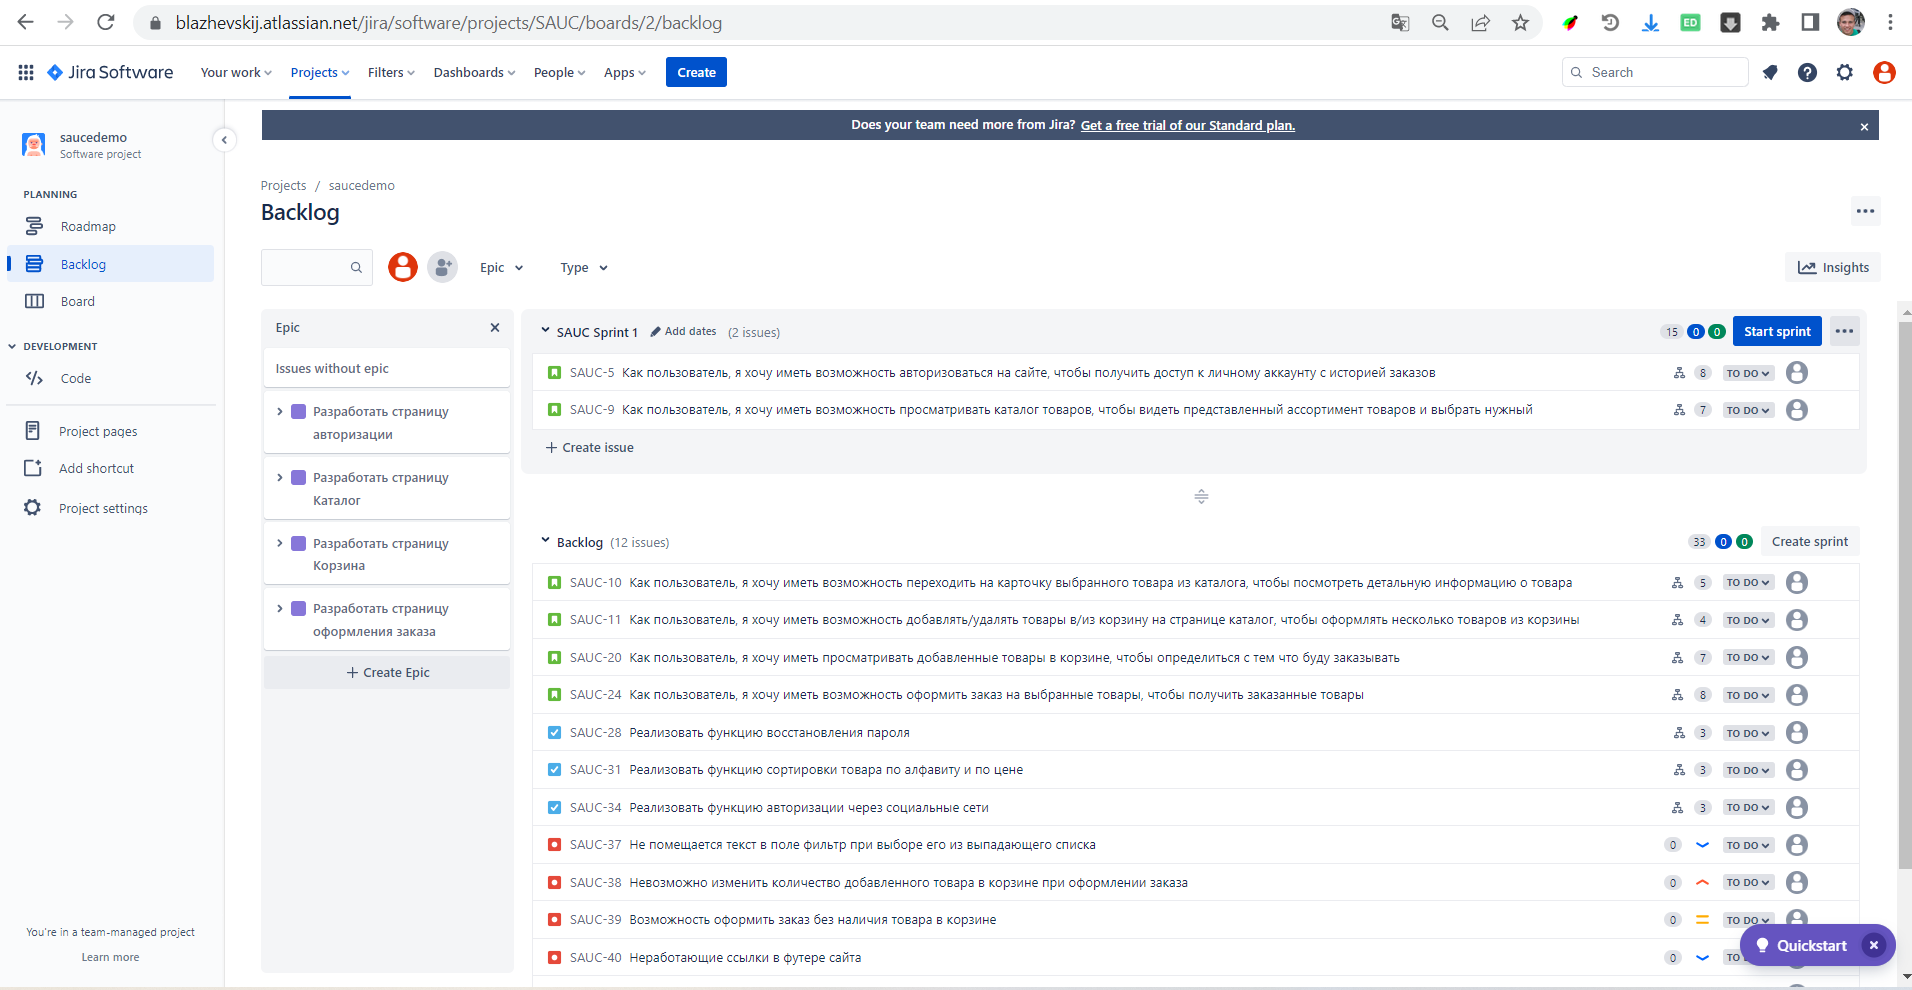 blazhevskij.atlassian.net/jira/software/projects/SAUC/boards/2/backlog
ED
Jira Software
Your work
Projects
Filters
Dashboards
People
Apps
Create
Search
saucedemo
Software project
Does your team need more from Jira? Get a free trial of our Standard plan.
PLANNING
Roadmap
Backlog
Board
DEVELOPMENT
Code
Project pages
Add shortcut
Project settings
You're in a team-managed project
Learn more
Projects / saucedemo
Backlog
Epic
Type
Insights
Epic
Issues without epic
Разработать страницу
авторизации
Разработать страницу
Каталог
Разработать страницу
Корзина
Разработать страницу
оформления заказа
Create Epic
SAUC Sprint 1 Add dates (2 issues) 15 0 0 Start sprint
SAUC-5 Как пользователь, я хочу иметь возможность авторизоваться на сайте, чтобы получить доступ к личному аккаунту с историей заказов 8 TO DO
SAUC-9 Как пользователь, я хочу иметь возможность просматривать каталог товаров, чтобы видеть представленный ассортимент товаров и выбрать нужный 7 TO DO
Create issue
Backlog (12 issues) 33 0 0 Create sprint
SAUC-10 Как пользователь, я хочу иметь возможность переходить на карточку выбранного товара из каталога, чтобы посмотреть детальную информацию о товара 5 TO DO
SAUC-11 Как пользователь, я хочу иметь возможность добавлять/удалять товары в/из корзину на странице каталог, чтобы оформлять несколько товаров из корзины 4 TO DO
SAUC-20 Как пользователь, я хочу иметь просматривать добавленные товары в корзине, чтобы определиться с тем что буду заказывать 7 TO DO
SAUC-24 Как пользователь, я хочу иметь возможность оформить заказ на выбранные товары, чтобы получить заказанные товары 8 TO DO
SAUC-28 Реализовать функцию восстановления пароля 3 TO DO
SAUC-31 Реализовать функцию сортировки товара по алфавиту и по цене 3 TO DO
SAUC-34 Реализовать функцию авторизации через социальные сети 3 TO DO
SAUC-37 Не помещается текст в поле фильтр при выборе его из выпадающего списка 0 TO DO
SAUC-38 Невозможно изменить количество добавленного товара в корзине при оформлении заказа 0 TO DO
SAUC-39 Возможность оформить заказ без наличия товара в корзине 0 TO DO
SAUC-40 Неработающие ссылки в футере сайта 0 TO
Quickstart